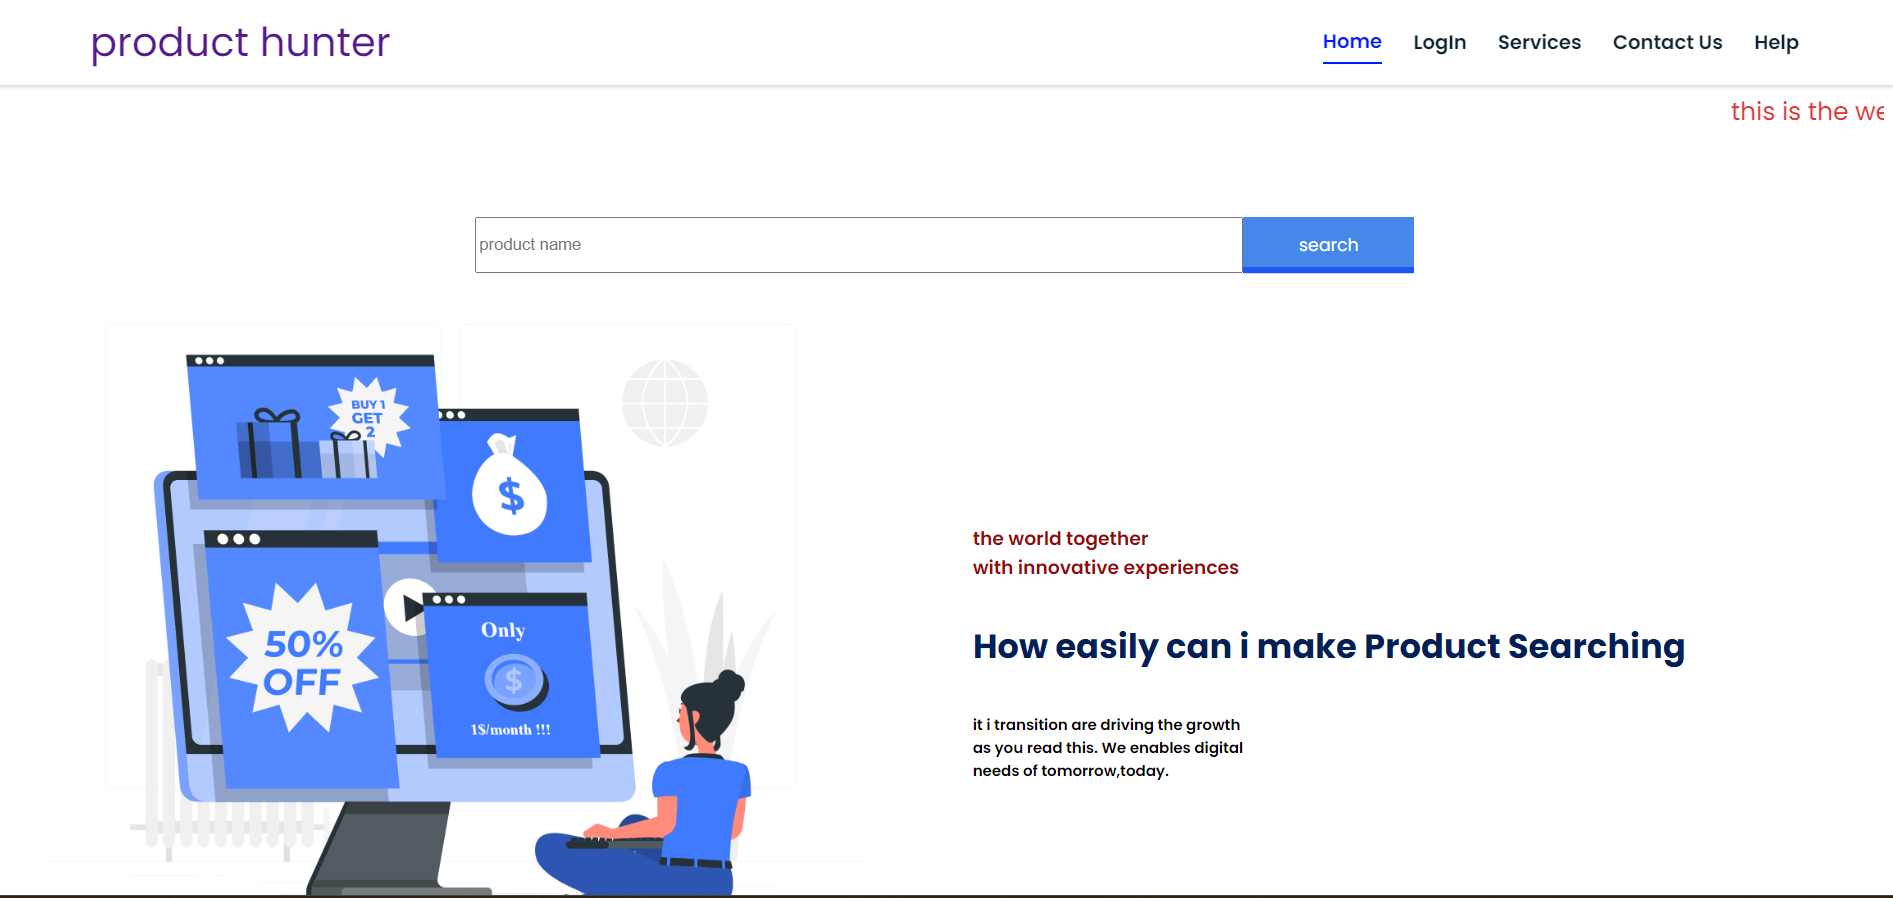 product hunter
Home LogIn Services Contact Us Help
this is the we
product name
search
BUY 1
GET
2
$
50%
OFF
Only
$
1$/month !!!
the world together
with innovative experiences
How easily can i make Product Searching
it i transition are driving the growth
as you read this. We enables digital
needs of tomorrow,today.